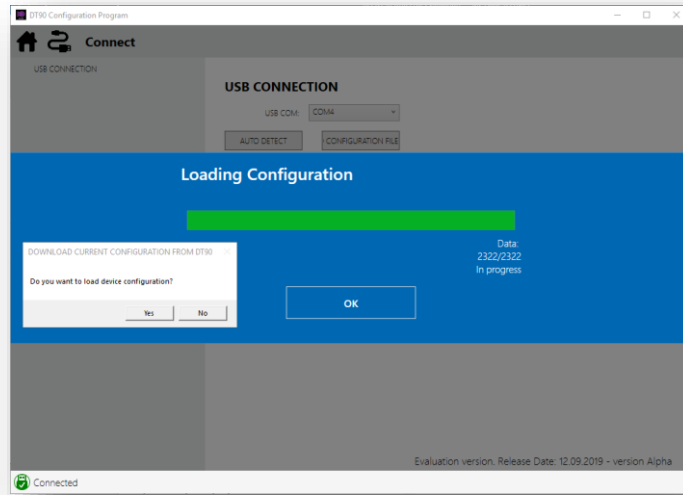 DT90 Configuration Program
Connect
USB CONNECTION
USB CONNECTION
USB COM: COM4
AUTO DETECT CONFIGURATION FILE
Loading Configuration
DOWNLOAD CURRENT CONFIGURATION FROM DT90
Do you want to load device configuration?
Yes No
Data:
2322/2322
In progress
OK
Evaluation version. Release Date: 12.09.2019 - version Alpha
Connected